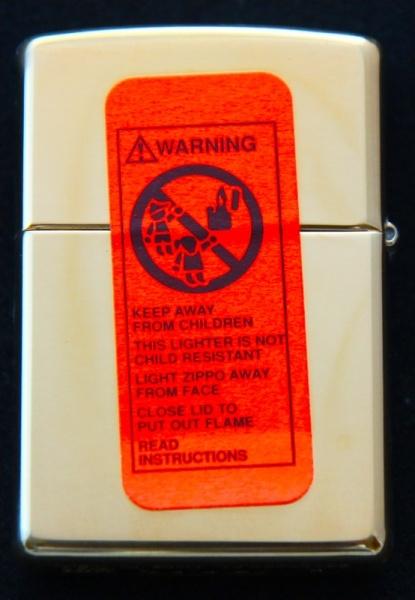 WARNING
KEEP AWAY
FROM CHILDREN
THIS LIGHTER IS NOT
CHILD RESISTANT
LIGHT ZIPPO AWAY
FROM FACE
CLOSE LID TO
PUT OUT FLAME
READ
INSTRUCTIONS